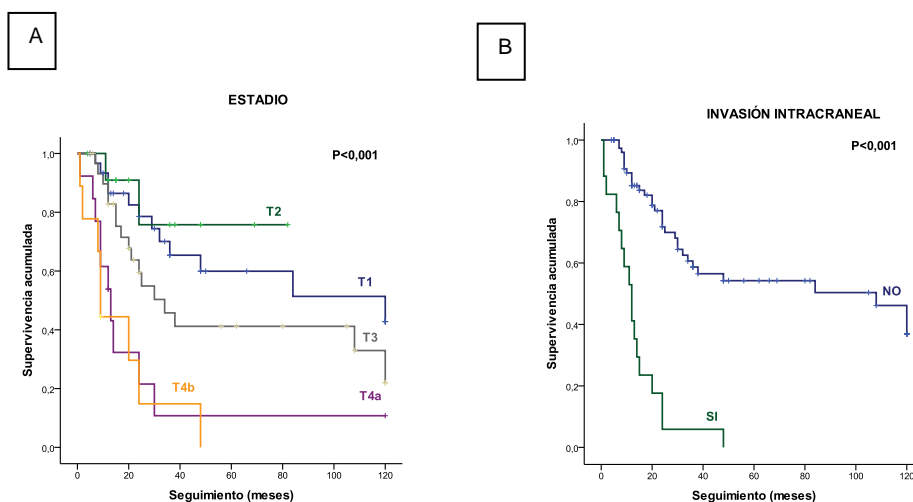 A
ESTADIO
P<0,001
Supervivencia acumulada
1,0
0,8
0,6
0,4
0,2
0,0
T2
T1
T3
T4b
T4a
0 20 40 60 80 100 120
Seguimiento (meses)
B
INVASIÓN INTRACRANEAL
P<0,001
Supervivencia acumulada
1,0
0,8
0,6
0,4
0,2
0,0
NO
SI
0 20 40 60 80 100 120
Seguimiento (meses)